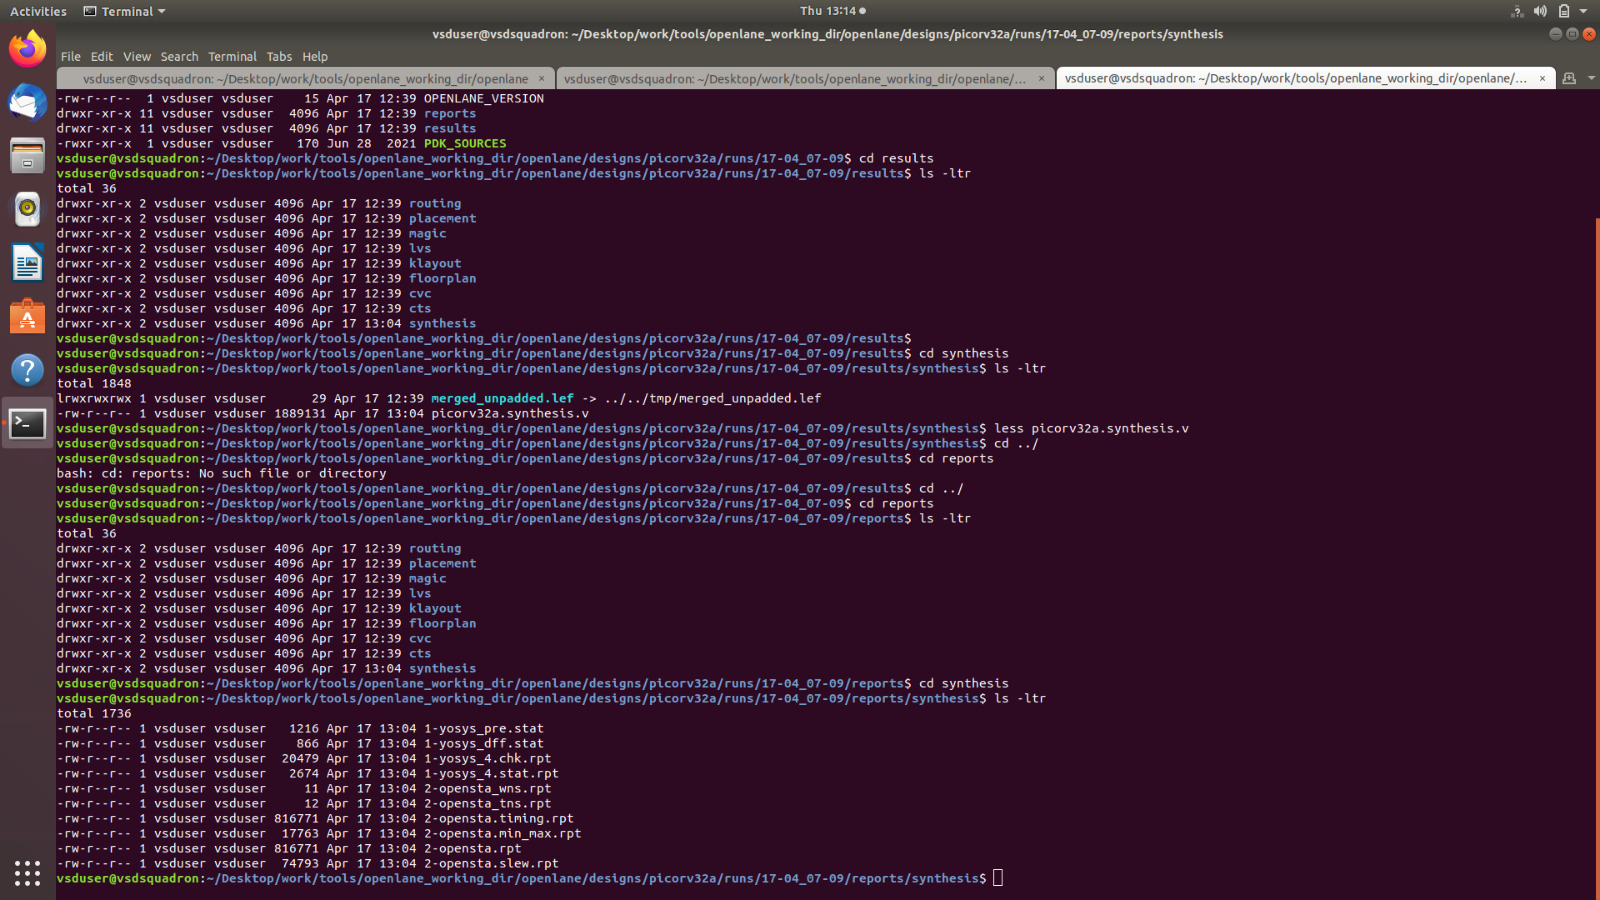 Activities Terminal Thu 13:14
vsduser@vsdsquadron: ~/Desktop/work/tools/openlane_working_dir/openlane/designs/picorv32a/runs/17-04_07-09/reports/synthesis
File Edit View Search Terminal Tabs Help
vsduser@vsdsquadron: ~/Desktop/work/tools/openlane_working_dir/openlane × vsduser@vsdsquadron: ~/Desktop/work/tools/openlane_working_dir/openlane/... × vsduser@vsdsquadron: ~/Desktop/work/tools/openlane_working_dir/openlane/... ×
-rw-r--r-- 1 vsduser vsduser 15 Apr 17 12:39 OPENLANE_VERSION
drwxr-xr-x 11 vsduser vsduser 4096 Apr 17 12:39 reports
drwxr-xr-x 11 vsduser vsduser 4096 Apr 17 12:39 results
-rwxr-xr-x 1 vsduser vsduser 170 Jun 28 2021 PDK_SOURCES
vsduser@vsdsquadron:~/Desktop/work/tools/openlane_working_dir/openlane/designs/picorv32a/runs/17-04_07-09$ cd results
vsduser@vsdsquadron:~/Desktop/work/tools/openlane_working_dir/openlane/designs/picorv32a/runs/17-04_07-09/results$ ls -ltr
total 36
drwxr-xr-x 2 vsduser vsduser 4096 Apr 17 12:39 routing
drwxr-xr-x 2 vsduser vsduser 4096 Apr 17 12:39 placement
drwxr-xr-x 2 vsduser vsduser 4096 Apr 17 12:39 magic
drwxr-xr-x 2 vsduser vsduser 4096 Apr 17 12:39 lvs
drwxr-xr-x 2 vsduser vsduser 4096 Apr 17 12:39 klayout
drwxr-xr-x 2 vsduser vsduser 4096 Apr 17 12:39 floorplan
drwxr-xr-x 2 vsduser vsduser 4096 Apr 17 12:39 cvc
drwxr-xr-x 2 vsduser vsduser 4096 Apr 17 12:39 cts
drwxr-xr-x 2 vsduser vsduser 4096 Apr 17 13:04 synthesis
vsduser@vsdsquadron:~/Desktop/work/tools/openlane_working_dir/openlane/designs/picorv32a/runs/17-04_07-09/results$
vsduser@vsdsquadron:~/Desktop/work/tools/openlane_working_dir/openlane/designs/picorv32a/runs/17-04_07-09/results$ cd synthesis
vsduser@vsdsquadron:~/Desktop/work/tools/openlane_working_dir/openlane/designs/picorv32a/runs/17-04_07-09/results/synthesis$ ls -ltr
total 1848
lrwxrwxrwx 1 vsduser vsduser 29 Apr 17 12:39 merged_unpadded.lef -> ../../tmp/merged_unpadded.lef
-rw-r--r-- 1 vsduser vsduser 1889131 Apr 17 13:04 picorv32a.synthesis.v
vsduser@vsdsquadron:~/Desktop/work/tools/openlane_working_dir/openlane/designs/picorv32a/runs/17-04_07-09/results/synthesis$ less picorv32a.synthesis.v
vsduser@vsdsquadron:~/Desktop/work/tools/openlane_working_dir/openlane/designs/picorv32a/runs/17-04_07-09/results/synthesis$ cd ../
vsduser@vsdsquadron:~/Desktop/work/tools/openlane_working_dir/openlane/designs/picorv32a/runs/17-04_07-09/results$ cd reports
bash: cd: reports: No such file or directory
vsduser@vsdsquadron:~/Desktop/work/tools/openlane_working_dir/openlane/designs/picorv32a/runs/17-04_07-09/results$ cd ../
vsduser@vsdsquadron:~/Desktop/work/tools/openlane_working_dir/openlane/designs/picorv32a/runs/17-04_07-09$ cd reports
vsduser@vsdsquadron:~/Desktop/work/tools/openlane_working_dir/openlane/designs/picorv32a/runs/17-04_07-09/reports$ ls -ltr
total 36
drwxr-xr-x 2 vsduser vsduser 4096 Apr 17 12:39 routing
drwxr-xr-x 2 vsduser vsduser 4096 Apr 17 12:39 placement
drwxr-xr-x 2 vsduser vsduser 4096 Apr 17 12:39 magic
drwxr-xr-x 2 vsduser vsduser 4096 Apr 17 12:39 lvs
drwxr-xr-x 2 vsduser vsduser 4096 Apr 17 12:39 klayout
drwxr-xr-x 2 vsduser vsduser 4096 Apr 17 12:39 floorplan
drwxr-xr-x 2 vsduser vsduser 4096 Apr 17 12:39 cvc
drwxr-xr-x 2 vsduser vsduser 4096 Apr 17 12:39 cts
drwxr-xr-x 2 vsduser vsduser 4096 Apr 17 13:04 synthesis
vsduser@vsdsquadron:~/Desktop/work/tools/openlane_working_dir/openlane/designs/picorv32a/runs/17-04_07-09/reports$ cd synthesis
vsduser@vsdsquadron:~/Desktop/work/tools/openlane_working_dir/openlane/designs/picorv32a/runs/17-04_07-09/reports/synthesis$ ls -ltr
total 1736
-rw-r--r-- 1 vsduser vsduser 1216 Apr 17 13:04 1-yosys_pre.stat
-rw-r--r-- 1 vsduser vsduser 866 Apr 17 13:04 1-yosys_dff.stat
-rw-r--r-- 1 vsduser vsduser 20479 Apr 17 13:04 1-yosys_4.chk.rpt
-rw-r--r-- 1 vsduser vsduser 2674 Apr 17 13:04 1-yosys_4.stat.rpt
-rw-r--r-- 1 vsduser vsduser 11 Apr 17 13:04 2-opensta_wns.rpt
-rw-r--r-- 1 vsduser vsduser 12 Apr 17 13:04 2-opensta_tns.rpt
-rw-r--r-- 1 vsduser vsduser 816771 Apr 17 13:04 2-opensta.timing.rpt
-rw-r--r-- 1 vsduser vsduser 17763 Apr 17 13:04 2-opensta.min_max.rpt
-rw-r--r-- 1 vsduser vsduser 816771 Apr 17 13:04 2-opensta.rpt
-rw-r--r-- 1 vsduser vsduser 74793 Apr 17 13:04 2-opensta.slew.rpt
vsduser@vsdsquadron:~/Desktop/work/tools/openlane_working_dir/openlane/designs/picorv32a/runs/17-04_07-09/reports/synthesis$